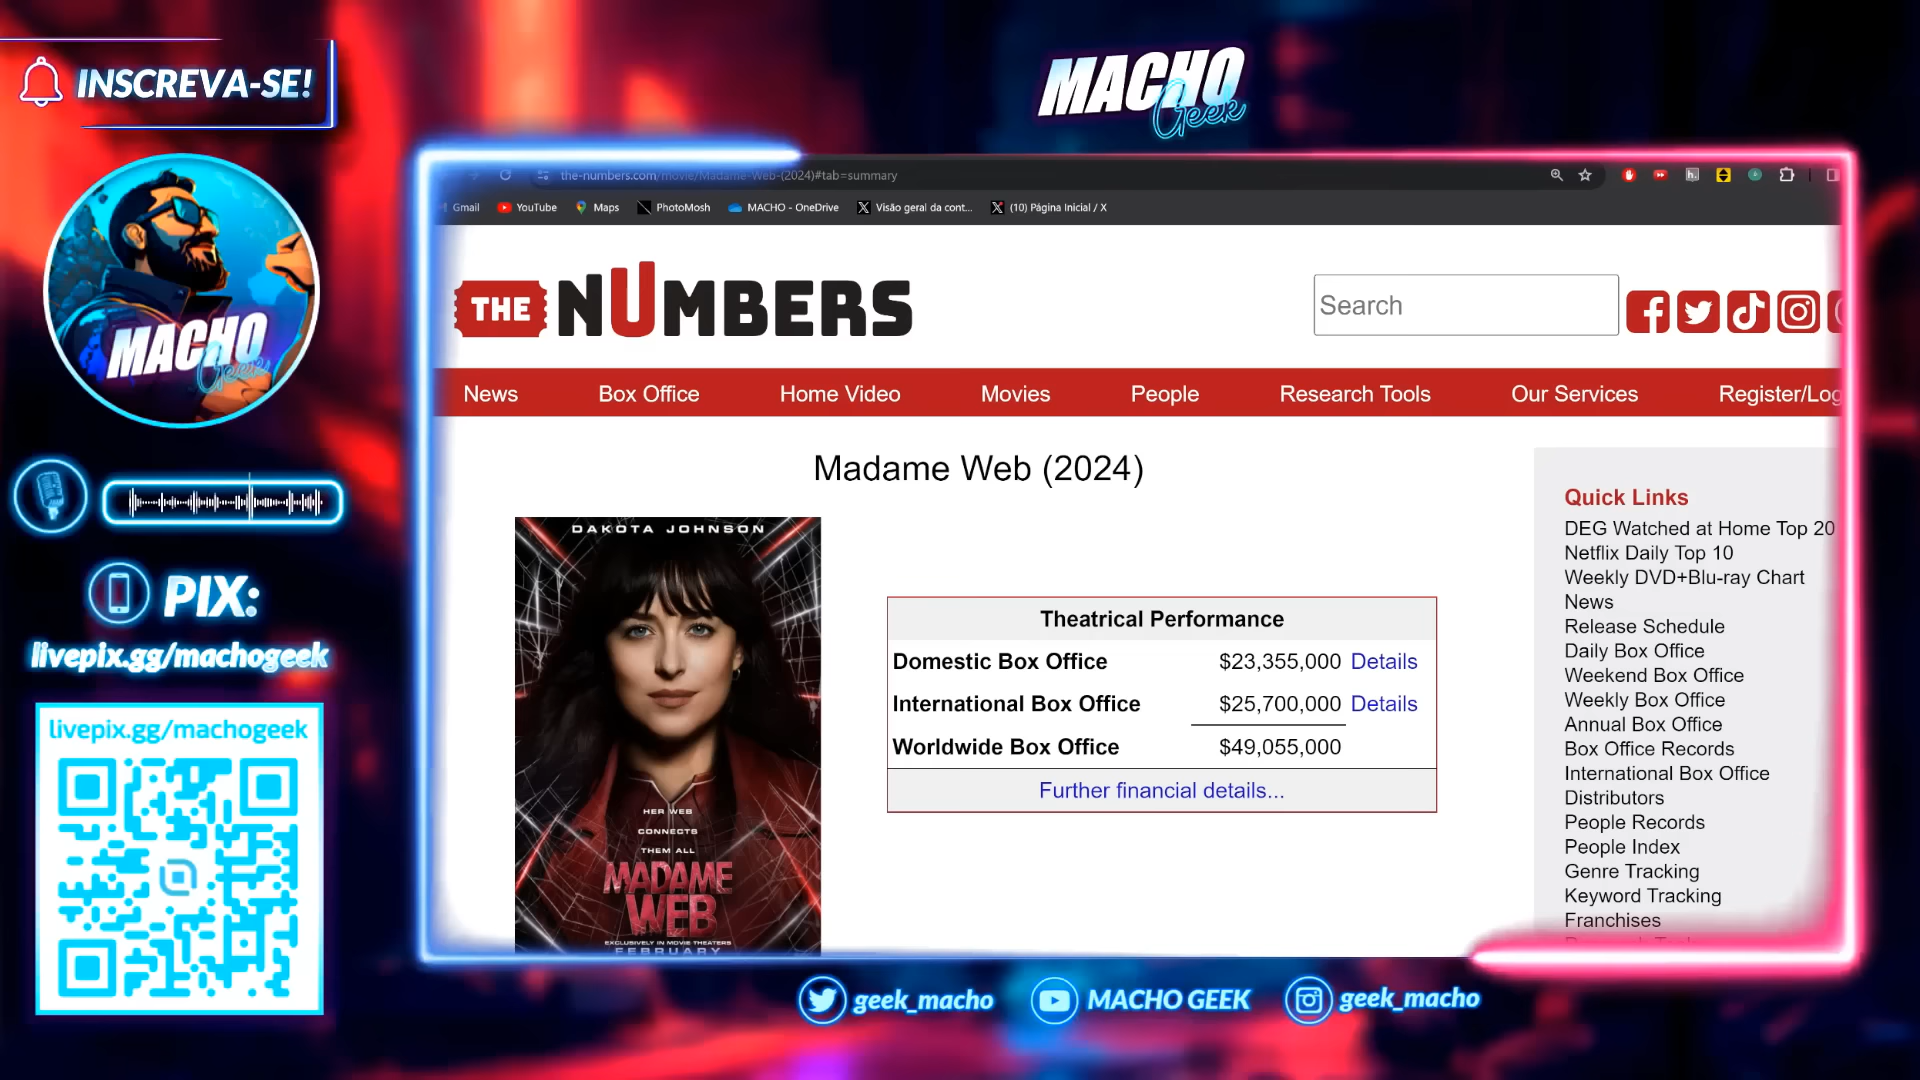 INSCREVA-SE!
MACHO
Geek
MACHO
Geek
PIX:
livepix.gg/machogeek
livepix.gg/machogeek
the-numbers.com/movie/Madame-Web-(2024)#tab=summary
Gmail
YouTube
Maps
PhotoMosh
MACHO - OneDrive
Visão geral da cont...
(10) Página Inicial / X
THE NUMBERS
Search
News
Box Office
Home Video
Movies
People
Research Tools
Our Services
Register/Log
Madame Web (2024)
DAKOTA JOHNSON
HER WEB
CONNECTS
THEM ALL
MADAME
WEB
EXCLUSIVELY IN MOVIE THEATERS
FEBRUARY
Theatrical Performance
Domestic Box Office $23,355,000 Details
International Box Office $25,700,000 Details
Worldwide Box Office $49,055,000
Further financial details...
Quick Links
DEG Watched at Home Top 20
Netflix Daily Top 10
Weekly DVD+Blu-ray Chart
News
Release Schedule
Daily Box Office
Weekend Box Office
Weekly Box Office
Annual Box Office
Box Office Records
International Box Office
Distributors
People Records
People Index
Genre Tracking
Keyword Tracking
Franchises
geek_macho
MACHO GEEK
geek_macho